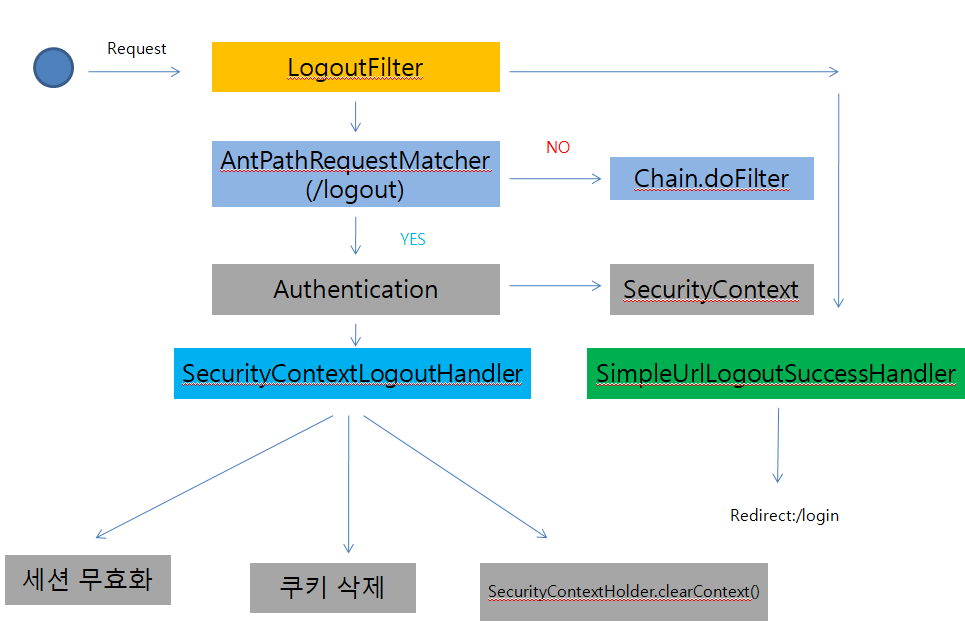 Request
LogoutFilter
AntPathRequestMatcher
(/logout)
NO
Chain.doFilter
YES
Authentication
SecurityContext
SecurityContextLogoutHandler
SimpleUrlLogoutSuccessHandler
Redirect:/login
세션 무효화
쿠키 삭제
SecurityContextHolder.clearContext()